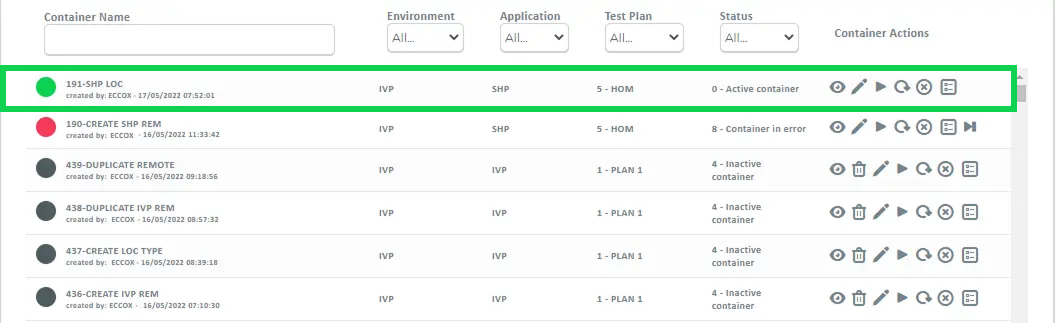 Container Name Environment Application Test Plan Status Container Actions
All... All... All... All...
191-SHP LOC
created by: ECCOX - 17/05/2022 07:52:01
IVP SHP 5 - HOM 0 - Active container
190-CREATE SHP REM
created by: ECCOX - 16/05/2022 11:33:42
IVP SHP 5 - HOM 8 - Container in error
439-DUPLICATE REMOTE
created by: ECCOX - 16/05/2022 09:18:56
IVP IVP 1 - PLAN 1 4 - Inactive
container
438-DUPLICATE IVP REM
created by: ECCOX - 16/05/2022 08:57:32
IVP IVP 1 - PLAN 1 4 - Inactive
container
437-CREATE LOC TYPE
created by: ECCOX - 16/05/2022 08:39:18
IVP IVP 1 - PLAN 1 4 - Inactive
container
436-CREATE IVP REM
created by: ECCOX - 16/05/2022 07:10:30
IVP IVP 1 - PLAN 1 4 - Inactive
container